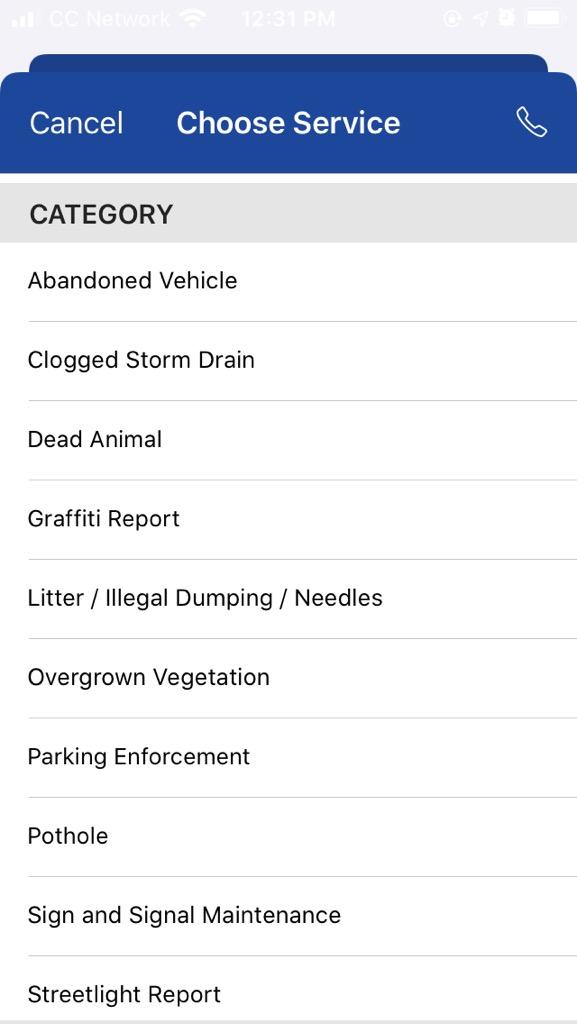 CC Network 12:31 PM
Cancel Choose Service
CATEGORY
Abandoned Vehicle
Clogged Storm Drain
Dead Animal
Graffiti Report
Litter / Illegal Dumping / Needles
Overgrown Vegetation
Parking Enforcement
Pothole
Sign and Signal Maintenance
Streetlight Report